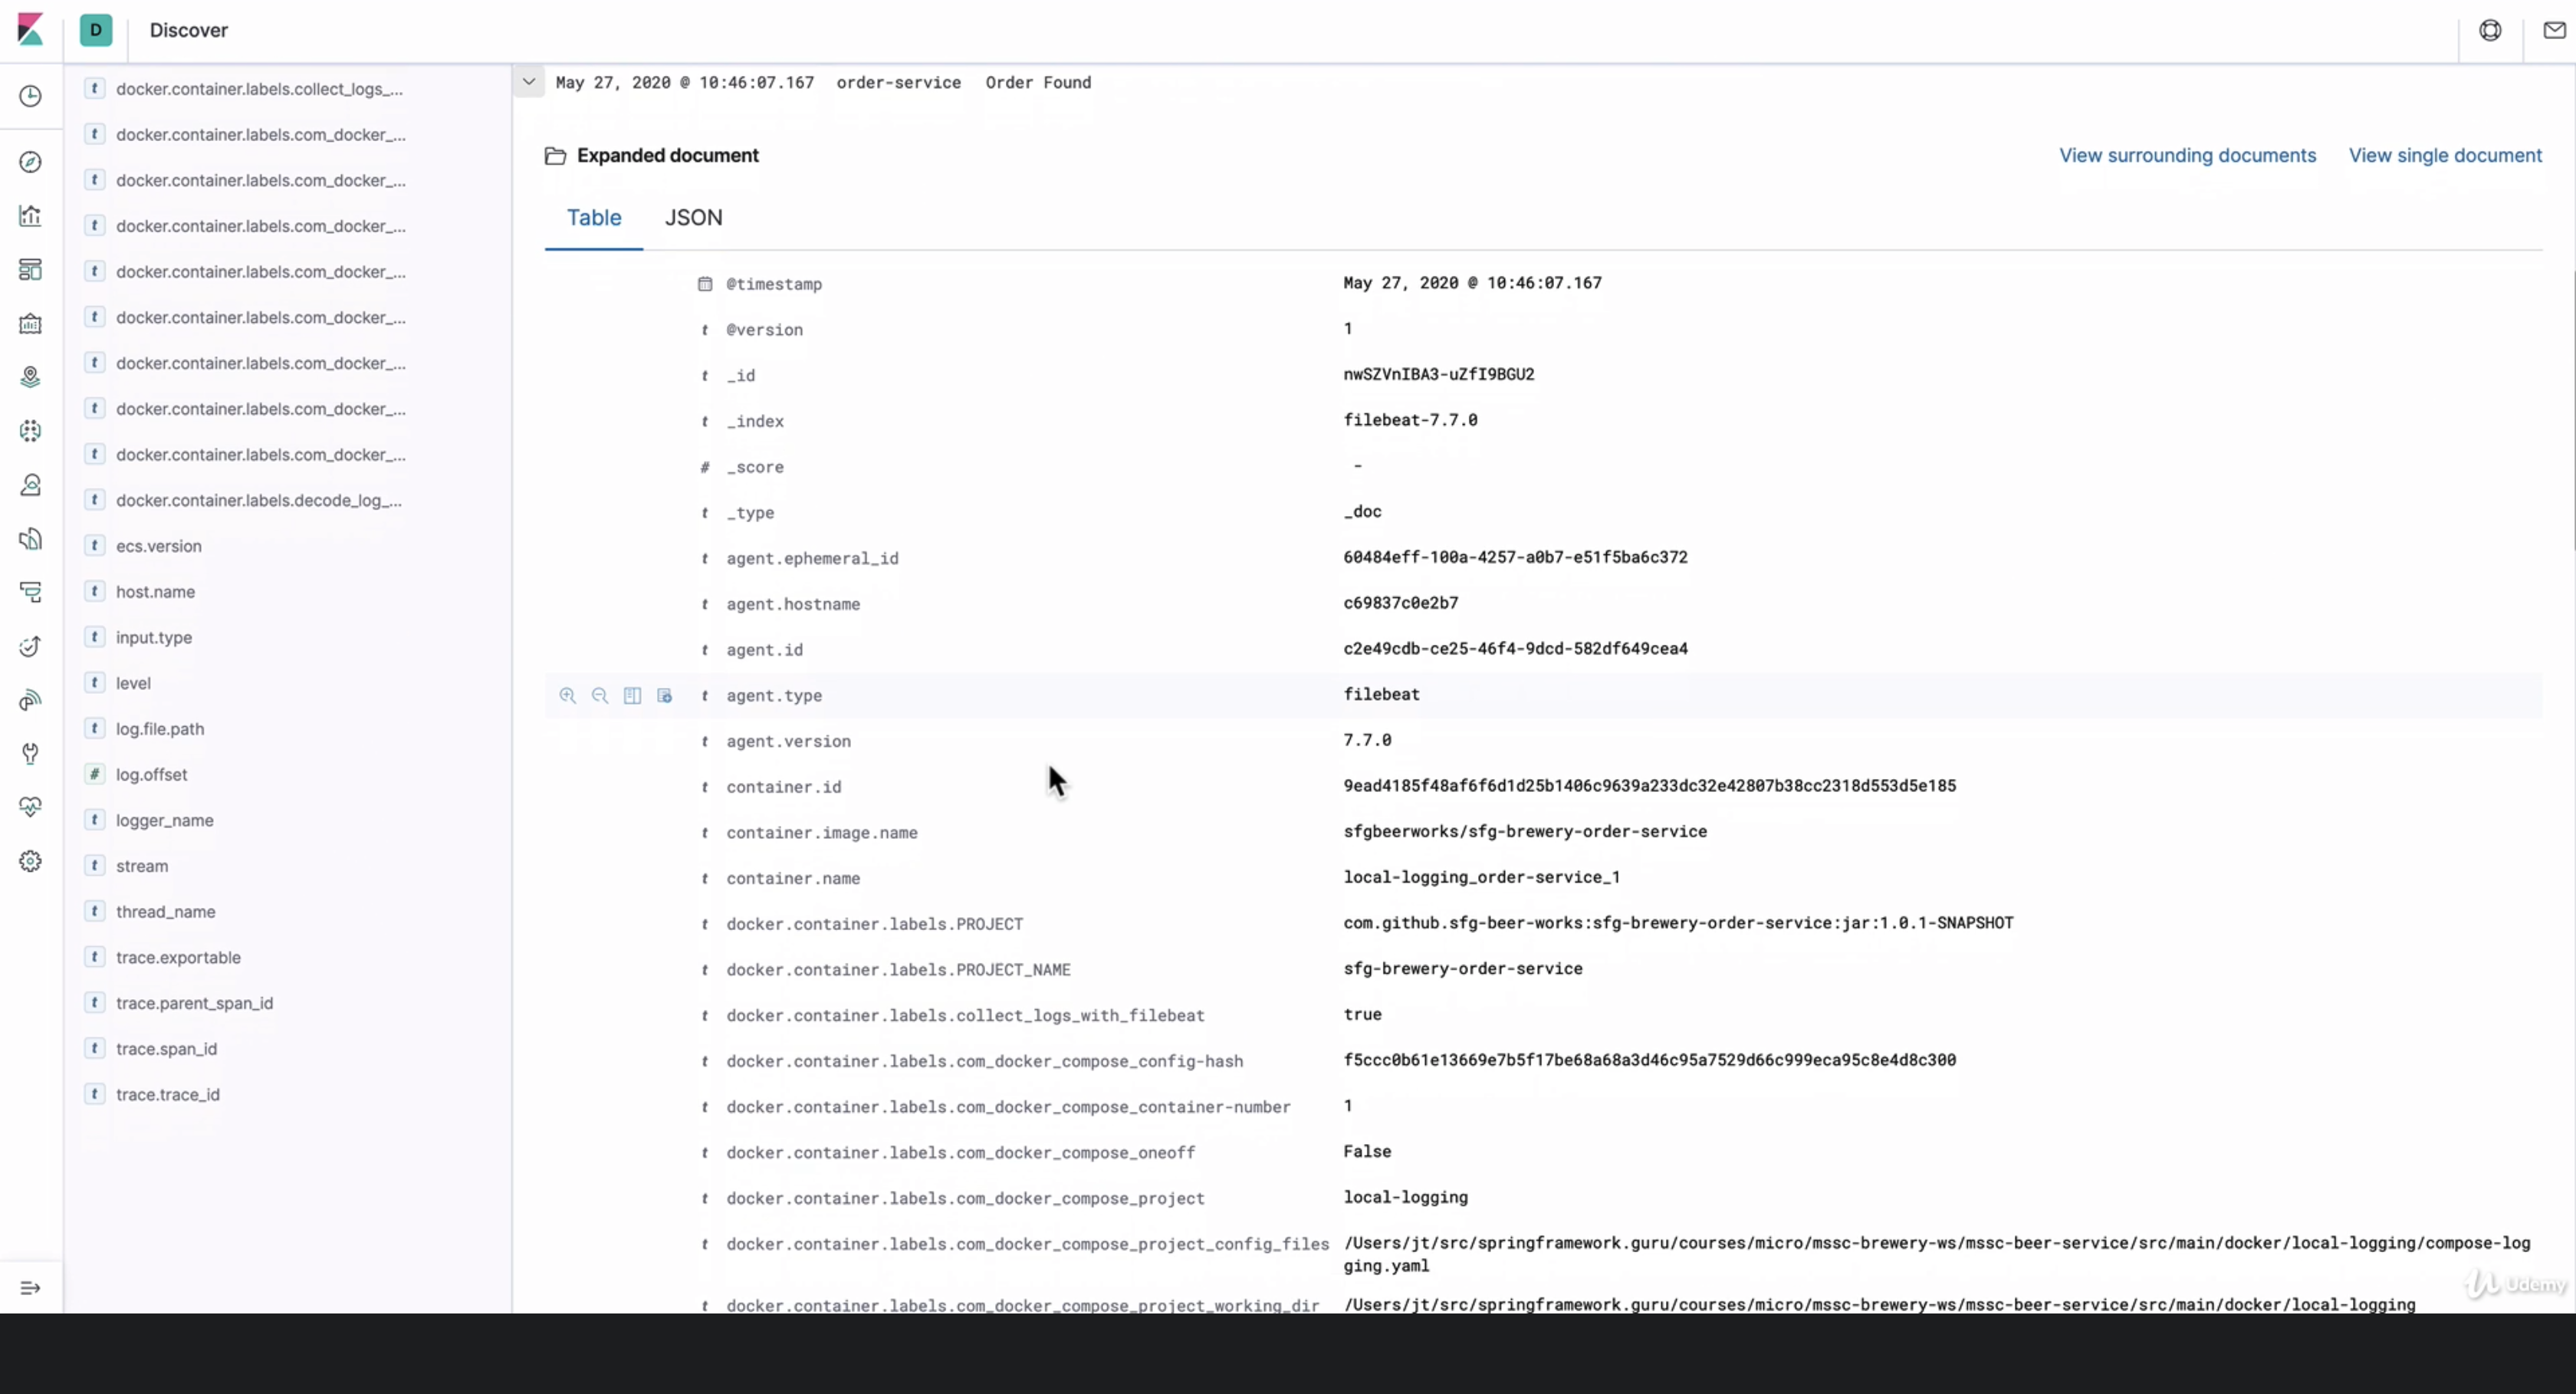 D Discover
docker.container.labels.collect_logs_...
docker.container.labels.com_docker_...
docker.container.labels.com_docker_...
docker.container.labels.com_docker_...
docker.container.labels.com_docker_...
docker.container.labels.com_docker_...
docker.container.labels.com_docker_...
docker.container.labels.com_docker_...
docker.container.labels.com_docker_...
docker.container.labels.decode_log_...
ecs.version
host.name
input.type
level
log.file.path
# log.offset
logger_name
stream
thread_name
trace.exportable
trace.parent_span_id
trace.span_id
trace.trace_id
May 27, 2020 @ 10:46:07.167 order-service Order Found
Expanded document View surrounding documents View single document
Table JSON
@timestamp May 27, 2020 @ 10:46:07.167
t @version 1
t _id nwSZVnIBA3-uZfI9BGU2
t _index filebeat-7.7.0
# _score -
t _type _doc
t agent.ephemeral_id 60484eff-100a-4257-a0b7-e51f5ba6c372
t agent.hostname c69837c0e2b7
t agent.id c2e49cdb-ce25-46f4-9dcd-582df649cea4
t agent.type filebeat
t agent.version 7.7.0
t container.id 9ead4185f48af6f6d1d25b1406c9639a233dc32e42807b38cc2318d553d5e185
t container.image.name sfgbeerworks/sfg-brewery-order-service
t container.name local-logging_order-service_1
t docker.container.labels.PROJECT com.github.sfg-beer-works:sfg-brewery-order-service:jar:1.0.1-SNAPSHOT
t docker.container.labels.PROJECT_NAME sfg-brewery-order-service
t docker.container.labels.collect_logs_with_filebeat true
t docker.container.labels.com_docker_compose_config-hash f5ccc0b61e13669e7b5f17be68a68a3d46c95a7529d66c999eca95c8e4d8c300
t docker.container.labels.com_docker_compose_container-number 1
t docker.container.labels.com_docker_compose_oneoff False
t docker.container.labels.com_docker_compose_project local-logging
t docker.container.labels.com_docker_compose_project_config_files /Users/jt/src/springframework.guru/courses/micro/mssc-brewery-ws/mssc-beer-service/src/main/docker/local-logging/compose-log
ging.yaml
t docker.container.labels.com_docker_compose_project_working_dir /Users/jt/src/springframework.guru/courses/micro/mssc-brewery-ws/mssc-beer-service/src/main/docker/local-logging
Udemy